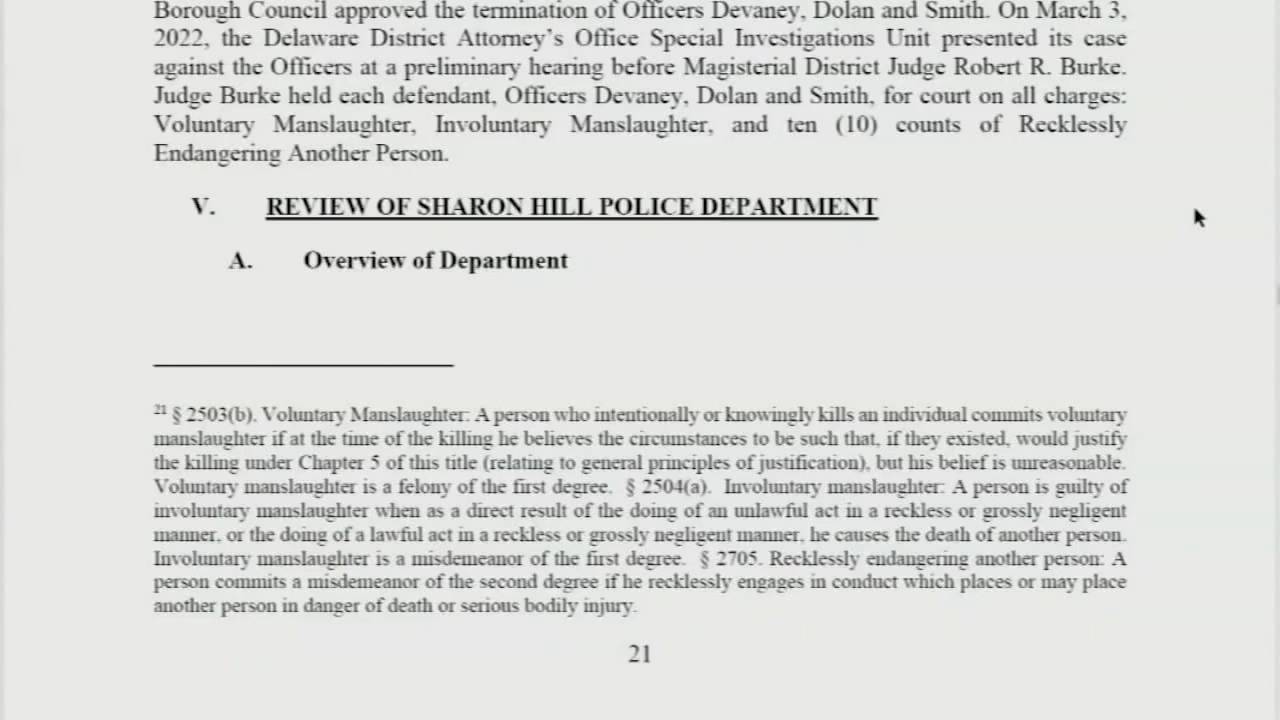 Borough Council approved the termination of Officers Devaney, Dolan and Smith. On March 3,
2022, the Delaware District Attorney's Office Special Investigations Unit presented its case
against the Officers at a preliminary hearing before Magisterial District Judge Robert R. Burke.
Judge Burke held each defendant, Officers Devaney, Dolan and Smith, for court on all charges:
Voluntary Manslaughter, Involuntary Manslaughter, and ten (10) counts of Recklessly
Endangering Another Person.
V. REVIEW OF SHARON HILL POLICE DEPARTMENT
A. Overview of Department
21 § 2503(b). Voluntary Manslaughter: A person who intentionally or knowingly kills an individual commits voluntary
manslaughter if at the time of the killing he believes the circumstances to be such that, if they existed, would justify
the killing under Chapter 5 of this title (relating to general principles of justification), but his belief is unreasonable.
Voluntary manslaughter is a felony of the first degree. § 2504(a). Involuntary manslaughter: A person is guilty of
involuntary manslaughter when as a direct result of the doing of an unlawful act in a reckless or grossly negligent
manner, or the doing of a lawful act in a reckless or grossly negligent manner, he causes the death of another person.
Involuntary manslaughter is a misdemeanor of the first degree. § 2705. Recklessly endangering another person: A
person commits a misdemeanor of the second degree if he recklessly engages in conduct which places or may place
another person in danger of death or serious bodily injury.
21